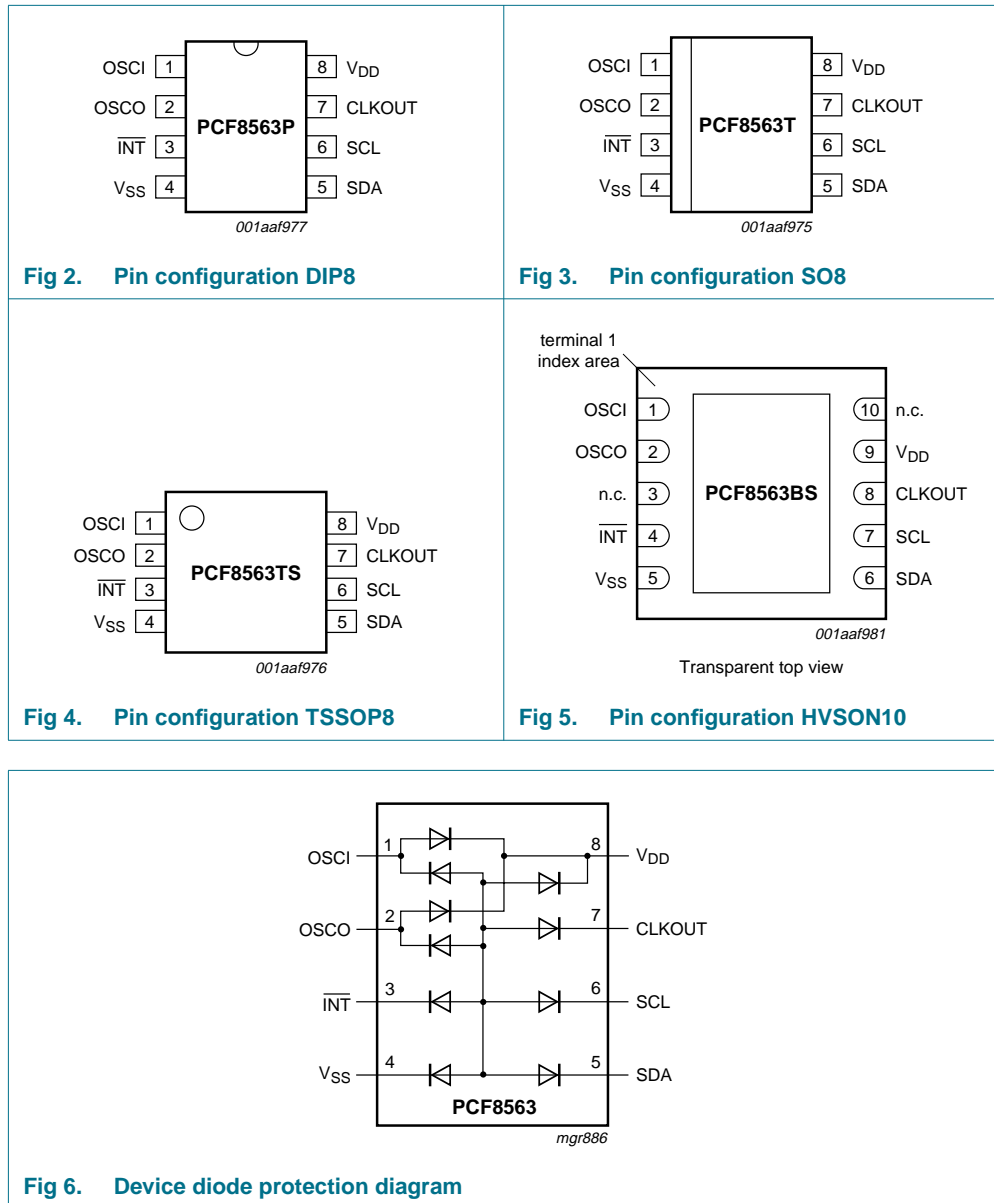 OSCI 1 8 VDD
OSCO 2 7 CLKOUT
INT 3 6 SCL
VSS 4 5 SDA
PCF8563P
001aaf977
Fig 2. Pin configuration DIP8
OSCI 1 8 VDD
OSCO 2 7 CLKOUT
INT 3 6 SCL
VSS 4 5 SDA
PCF8563T
001aaf975
Fig 3. Pin configuration SO8
OSCI 1 8 VDD
OSCO 2 7 CLKOUT
INT 3 6 SCL
VSS 4 5 SDA
PCF8563TS
001aaf976
Fig 4. Pin configuration TSSOP8
terminal 1
index area
OSCI 1 10 n.c.
OSCO 2 9 VDD
n.c. 3 PCF8563BS 8 CLKOUT
INT 4 7 SCL
VSS 5 6 SDA
001aaf981
Transparent top view
Fig 5. Pin configuration HVSON10
OSCI 1 8 VDD
OSCO 2 7 CLKOUT
INT 3 6 SCL
VSS 4 5 SDA
PCF8563
mgr886
Fig 6. Device diode protection diagram